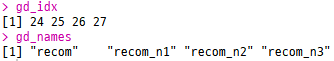 > gd_idx
[1] 24 25 26 27
> gd_names
[1] "recom"    "recom_n1" "recom_n2" "recom_n3"